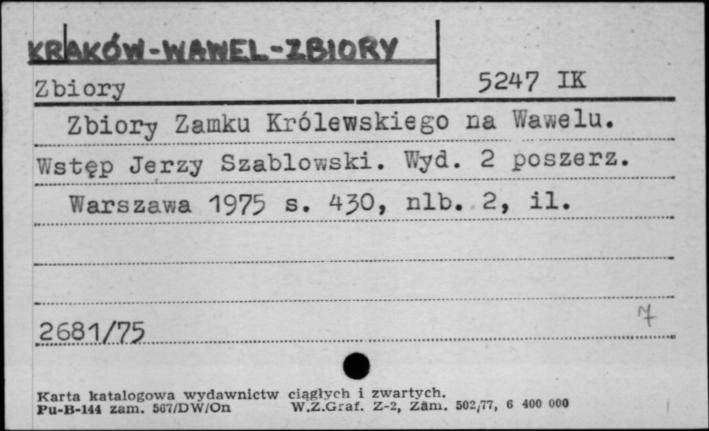 KRAKÓW-WAWEL-ZBIORY
Zbiory 5247 IK
Zbiory Zamku Królewskiego na Wawelu.
Wstęp Jerzy Szablowski. Wyd. 2 poszerz.
Warszawa 1975 s. 430, nlb. 2, il.
2681/75 7
Karta katalogowa wydawnictw ciągłych i zwartych.
Pu-B-144 zam. 567/DW/On W.Z.Graf. Z-2, Zam. 502/77, 6 400 000